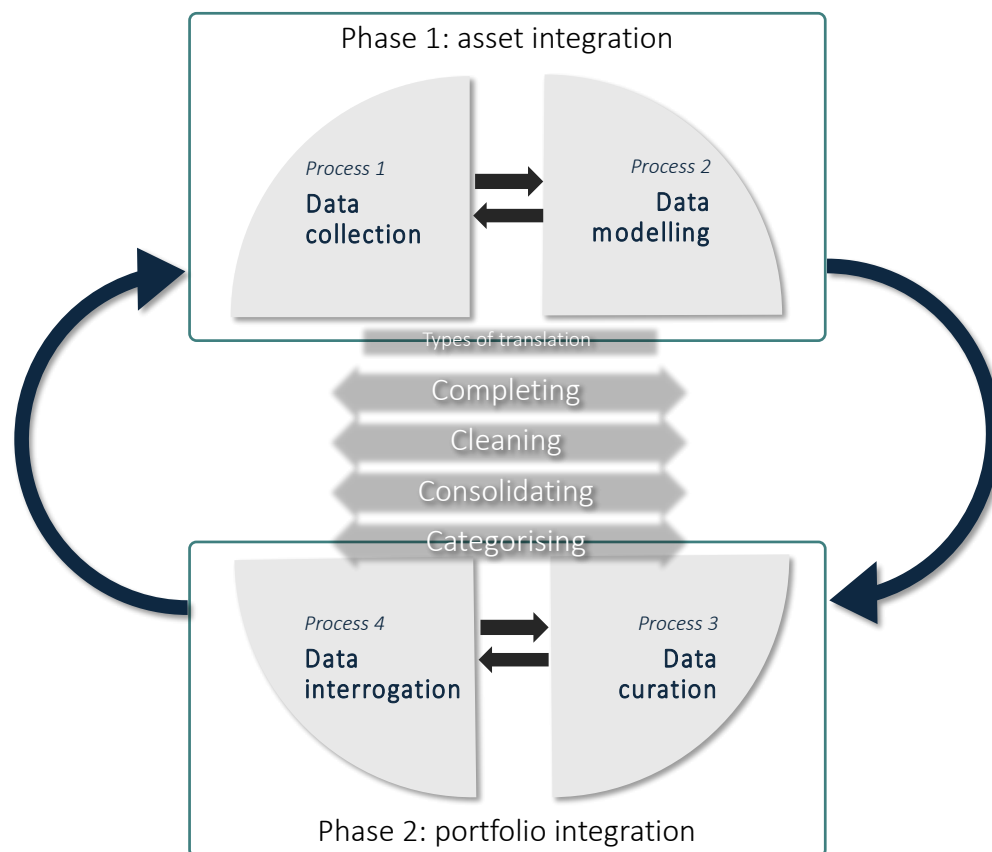 Phase 1: asset integration
Process 1
Data
collection
Process 2
Data
modelling
Types of translation
Completing
Cleaning
Consolidating
Categorising
Process 4
Data
interrogation
Process 3
Data
curation
Phase 2: portfolio integration